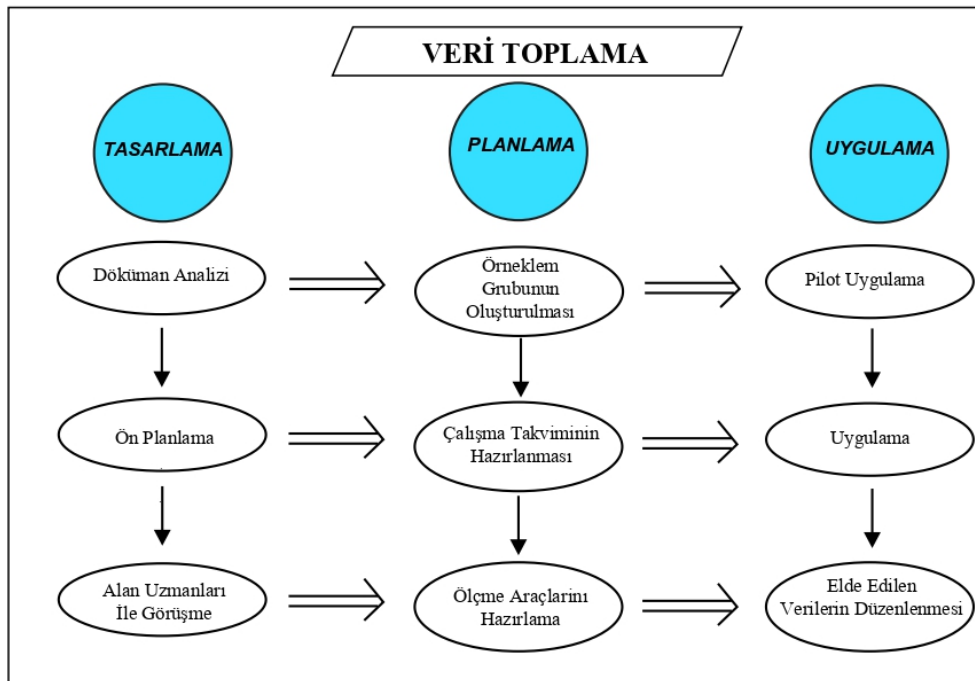 VERİ TOPLAMA
TASARLAMA
PLANLAMA
UYGULAMA
Döküman Analizi
Örneklem
Grubunun
Oluşturulması
Pilot Uygulama
Ön Planlama
Çalışma Takviminin
Hazırlanması
Uygulama
Alan Uzmanları
İle Görüşme
Ölçme Araçlarını
Hazırlama
Elde Edilen
Verilerin Düzenlenmesi